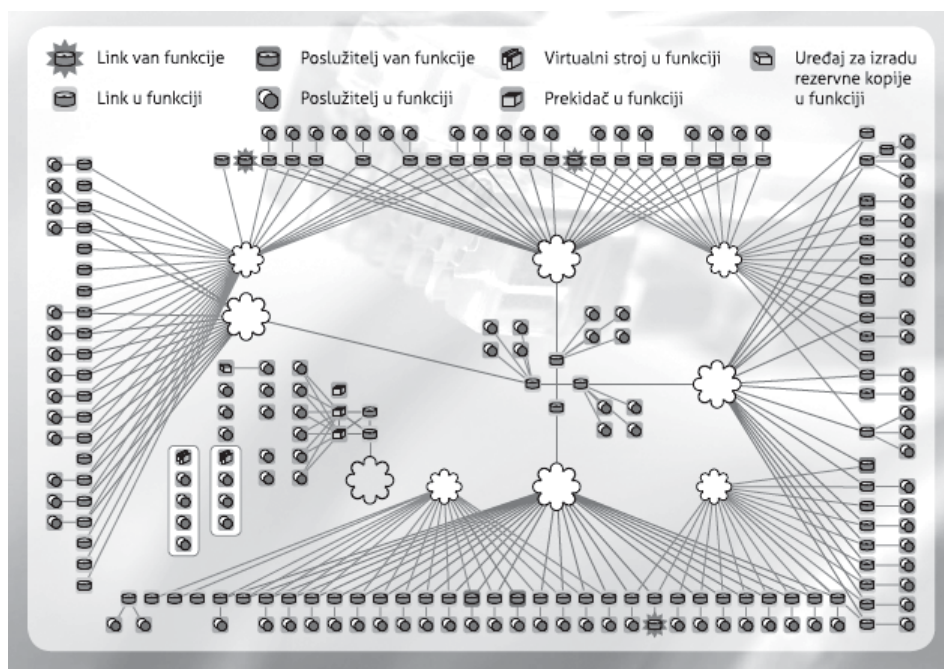 Link van funkcije
Poslužitelj van funkcije
Virtualni stroj u funkciji
Uređaj za izradu
rezervne kopije
u funkciji
Link u funkciji
Poslužitelj u funkciji
Prekidač u funkciji